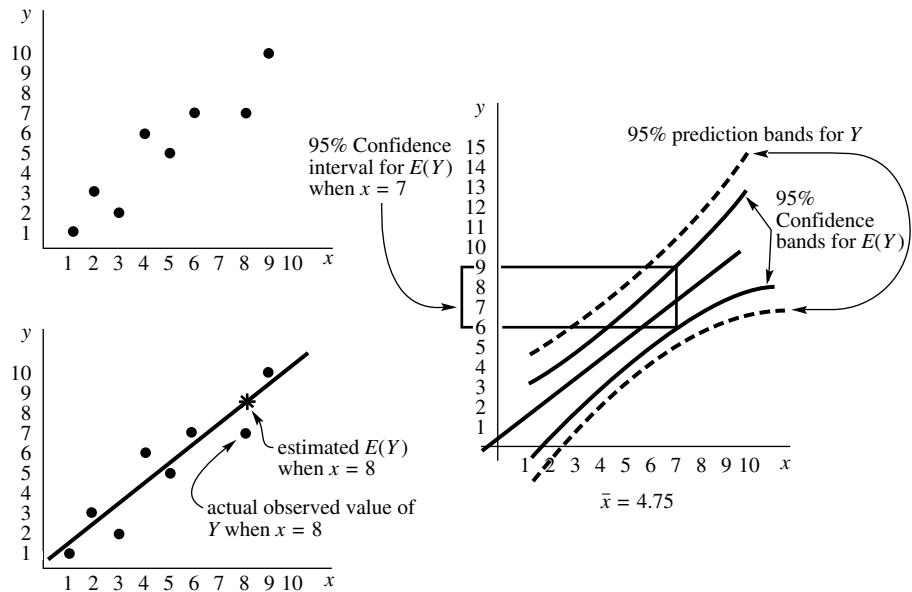 y
10
9
8
7
6
5
4
3
2
1
1 2 3 4 5 6 7 8 9 10 x
y
10
9
8
7
6
5
4
3
2
1
1 2 3 4 5 6 7 8 9 10 x
estimated E(Y)
when x = 8
actual observed value of
Y when x = 8
95% Confidence
interval for E(Y)
when x = 7
y
15
14
13
12
11
10
9
8
7
6
5
4
3
2
1
1 2 3 4 5 6 7 8 9 10 x
x̄ = 4.75
95% prediction bands for Y
95%
Confidence
bands for E(Y)